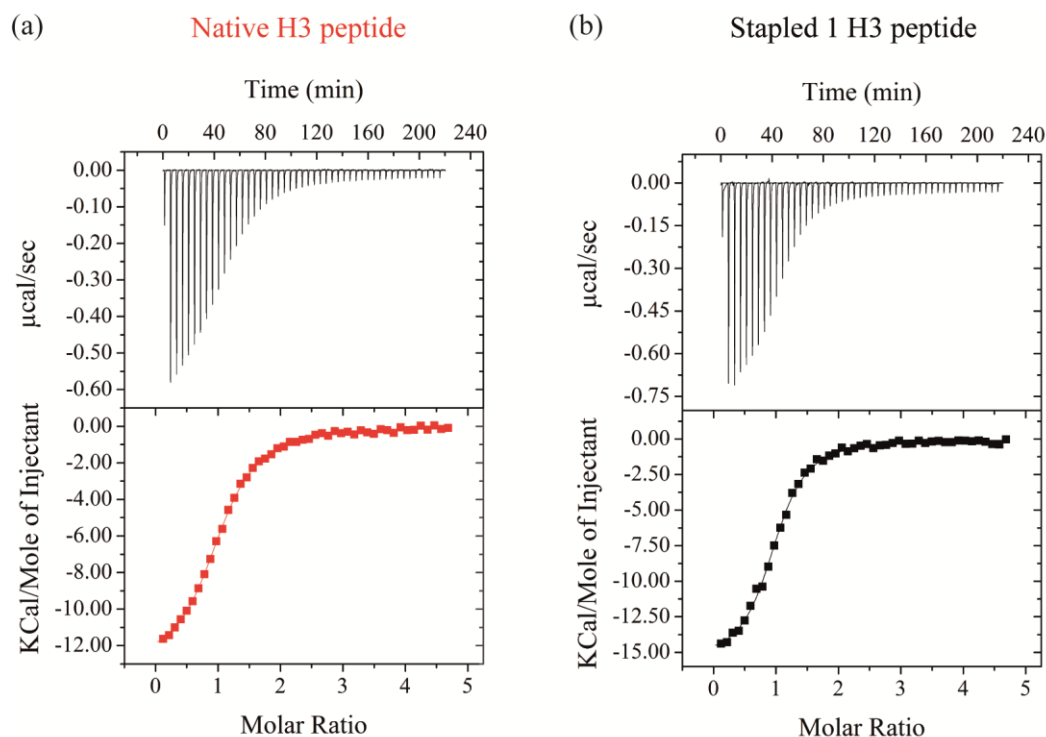 (a) Native H3 peptide
Time (min)
0 40 80 120 160 200 240
0.00
-0.10
-0.20
-0.30
-0.40
-0.50
-0.60
µcal/sec
0.00
-2.00
-4.00
-6.00
-8.00
-10.00
-12.00
KCal/Mole of Injectant
0 1 2 3 4 5
Molar Ratio
(b) Stapled 1 H3 peptide
Time (min)
0 40 80 120 160 200 240
0.00
-0.15
-0.30
-0.45
-0.60
-0.75
µcal/sec
0.00
-2.50
-5.00
-7.50
-10.00
-12.50
-15.00
KCal/Mole of Injectant
0 1 2 3 4 5
Molar Ratio